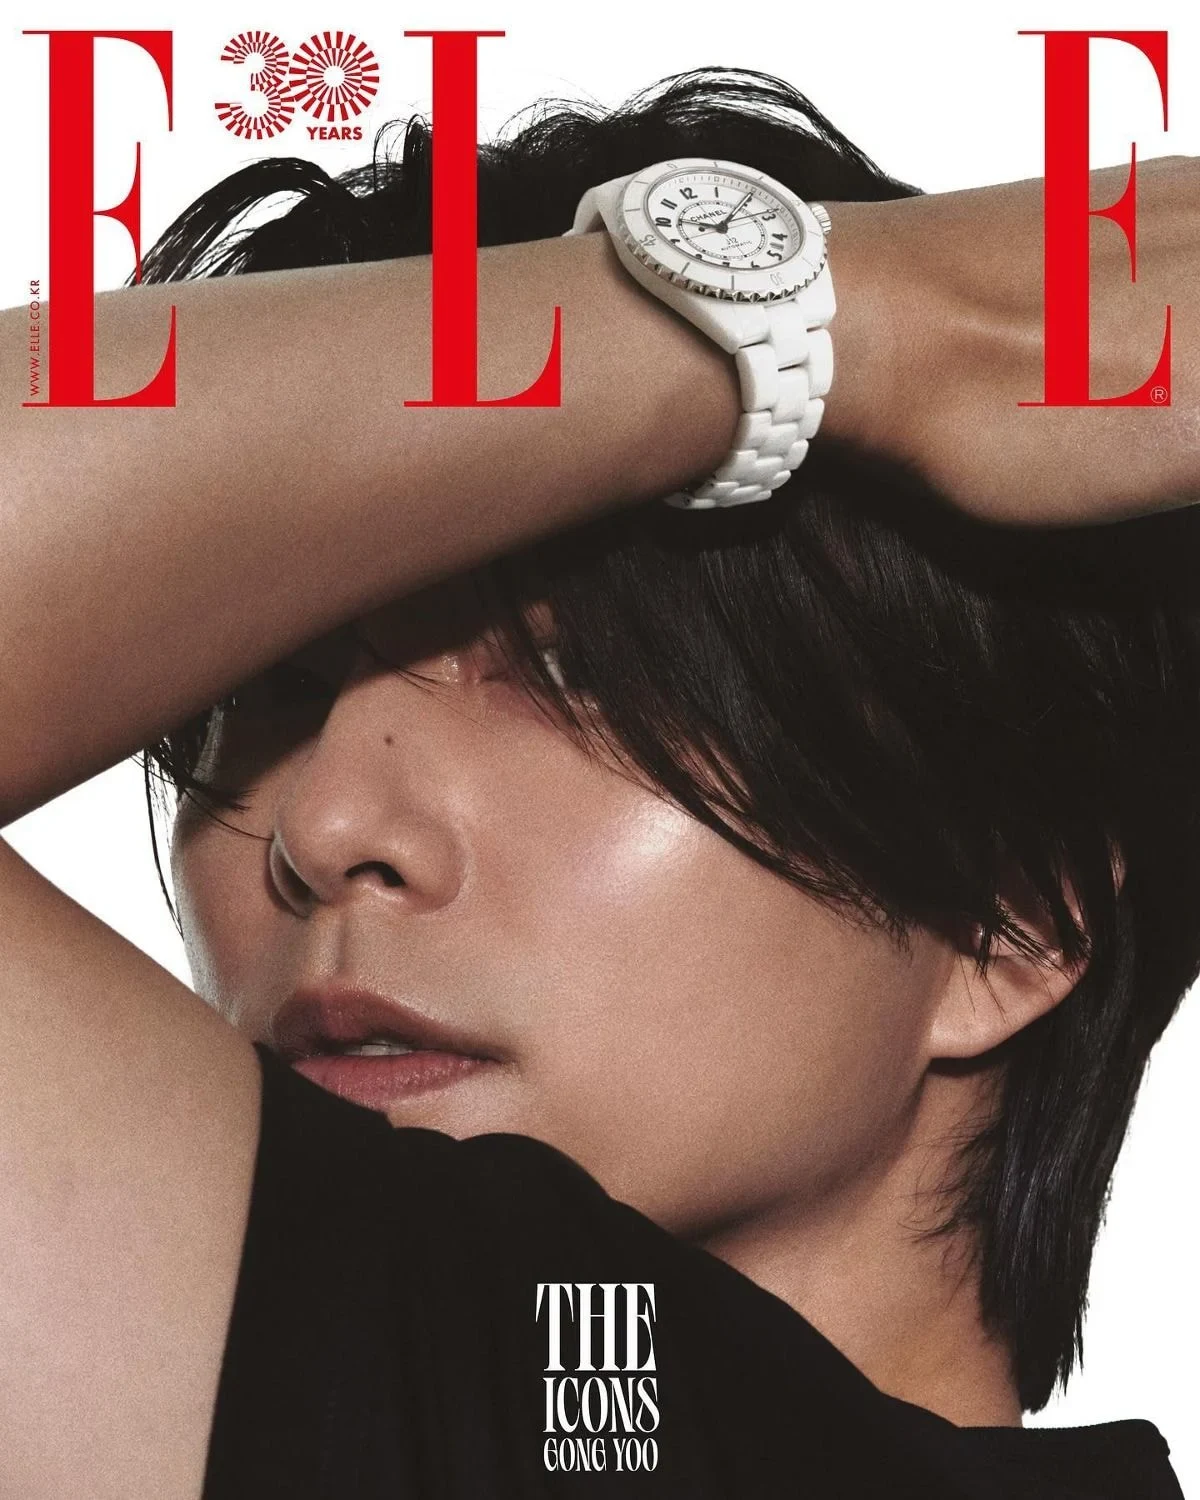 ELLE
30
YEARS
WWW.ELLE.CO.KR
®
CHANEL
J12
AUTOMATIC
THE
ICONS
GONG YOO